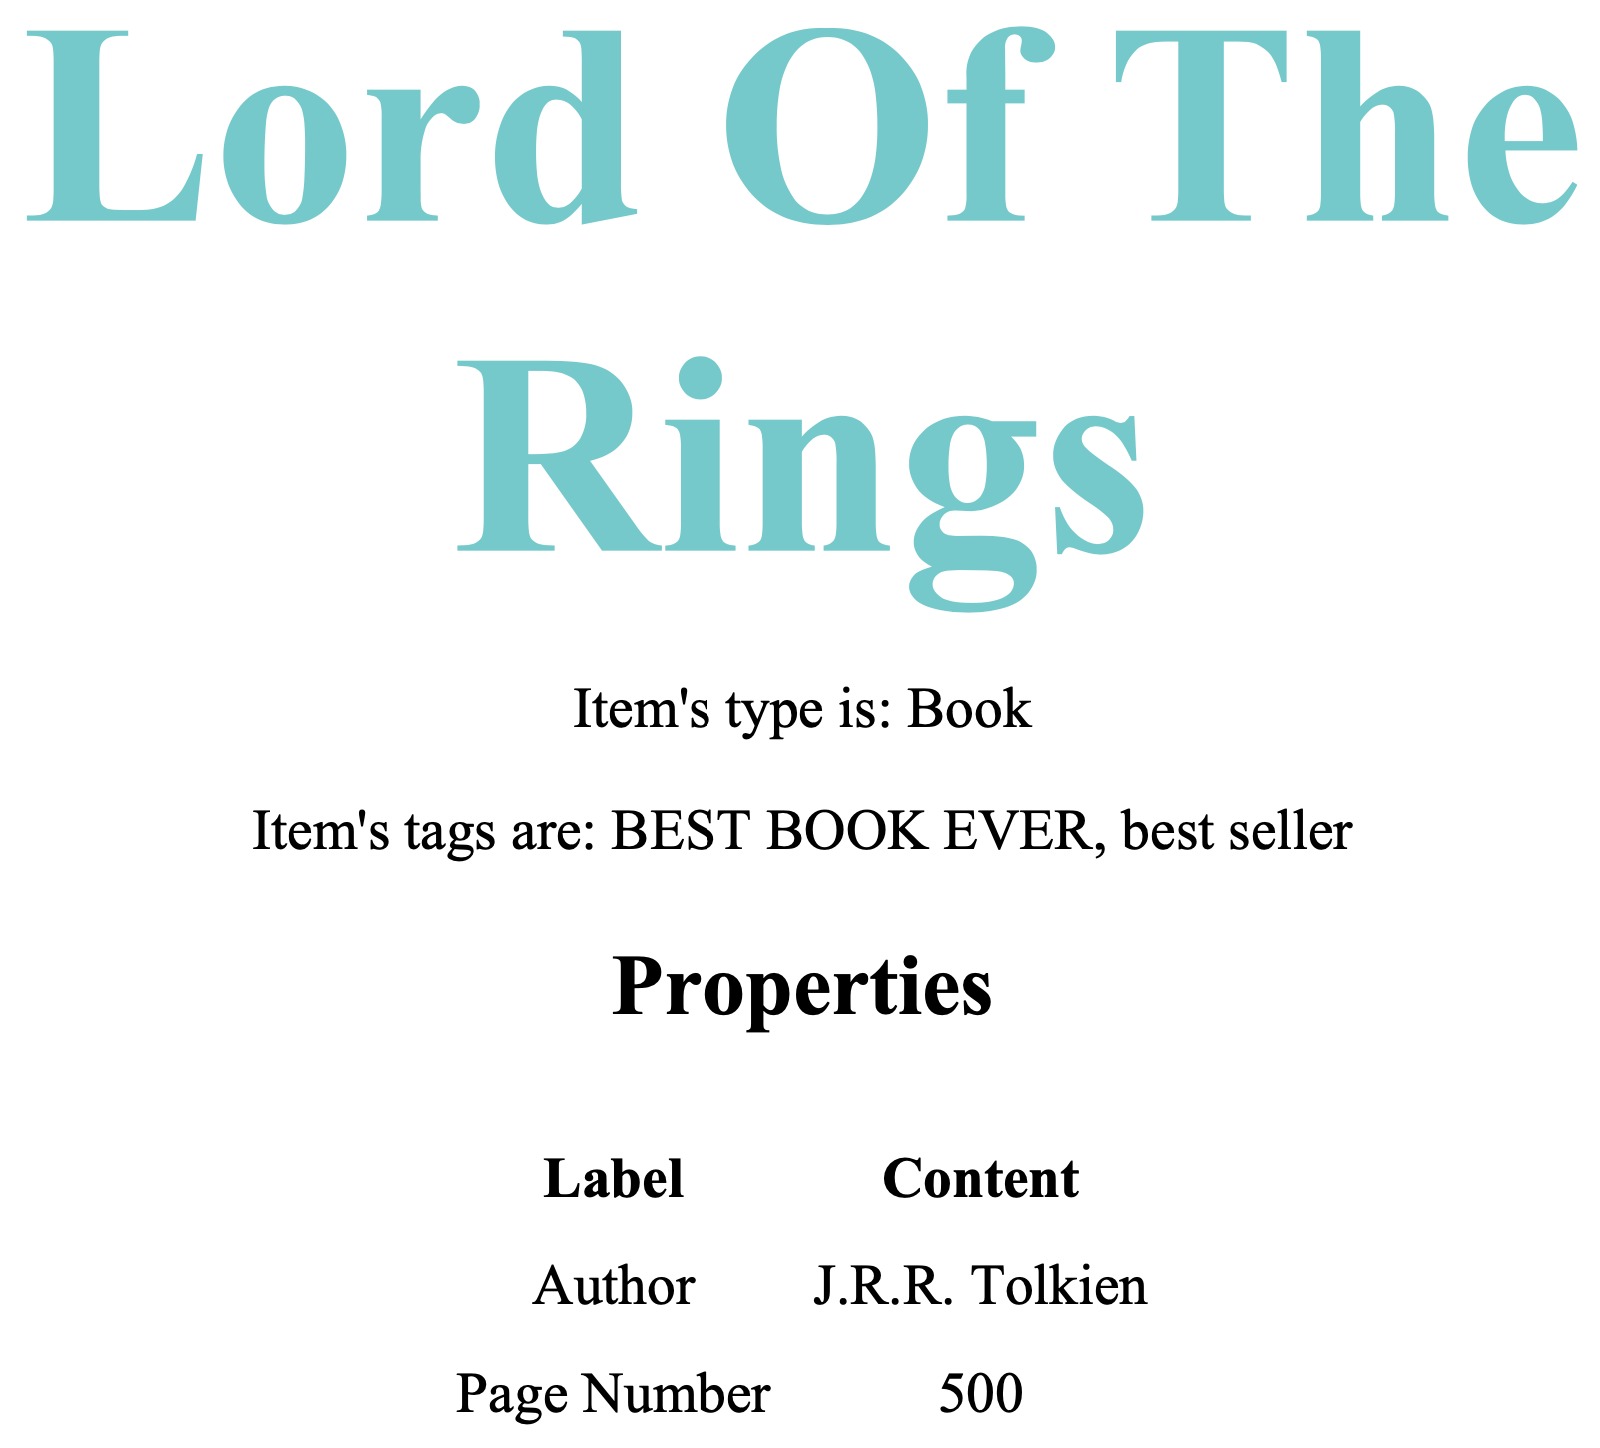 Lord Of The
Rings
Item's type is: Book
Item's tags are: BEST BOOK EVER, best seller
Properties
Label Content
Author J.R.R. Tolkien
Page Number 500